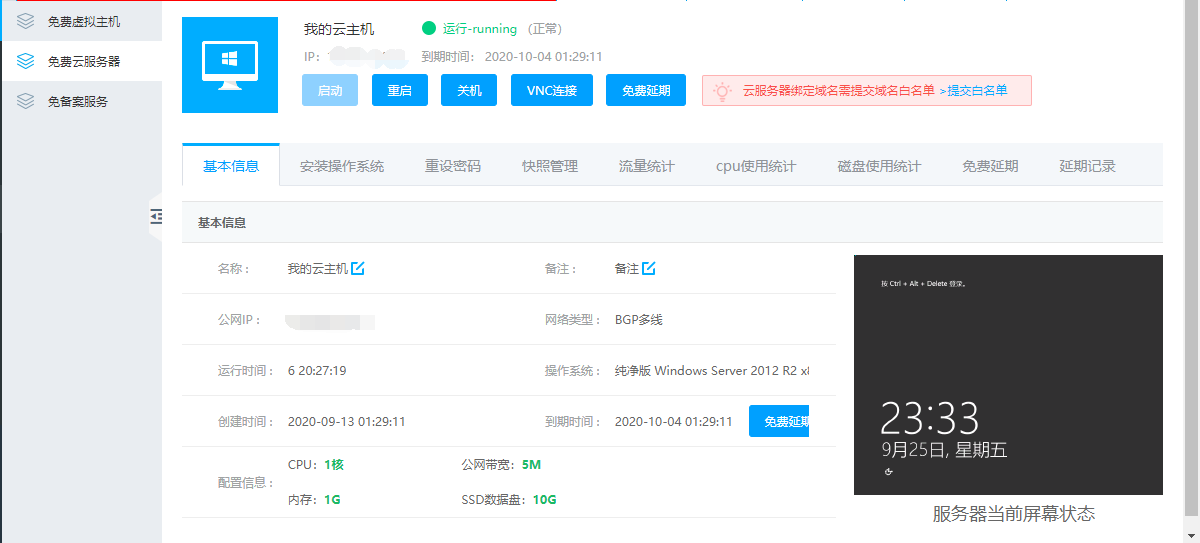 免费虚拟主机
免费云服务器
免备案服务
我的云主机 运行-running (正常)
IP: 到期时间: 2020-10-04 01:29:11
启动 重启 关机 VNC连接 免费延期 云服务器绑定域名需提交域名白名单 >提交白名单
基本信息 安装操作系统 重设密码 快照管理 流量统计 cpu使用统计 磁盘使用统计 免费延期 延期记录
基本信息
名称: 我的云主机 备注: 备注
公网IP: 网络类型: BGP多线
运行时间: 6 20:27:19 操作系统: 纯净版 Windows Server 2012 R2
创建时间: 2020-09-13 01:29:11 到期时间: 2020-10-04 01:29:11 免费延期
配置信息: CPU: 1核 公网带宽: 5M
内存: 1G SSD数据盘: 10G
按 Ctrl + Alt + Delete 登录。
23:33
9月25日, 星期五
服务器当前屏幕状态